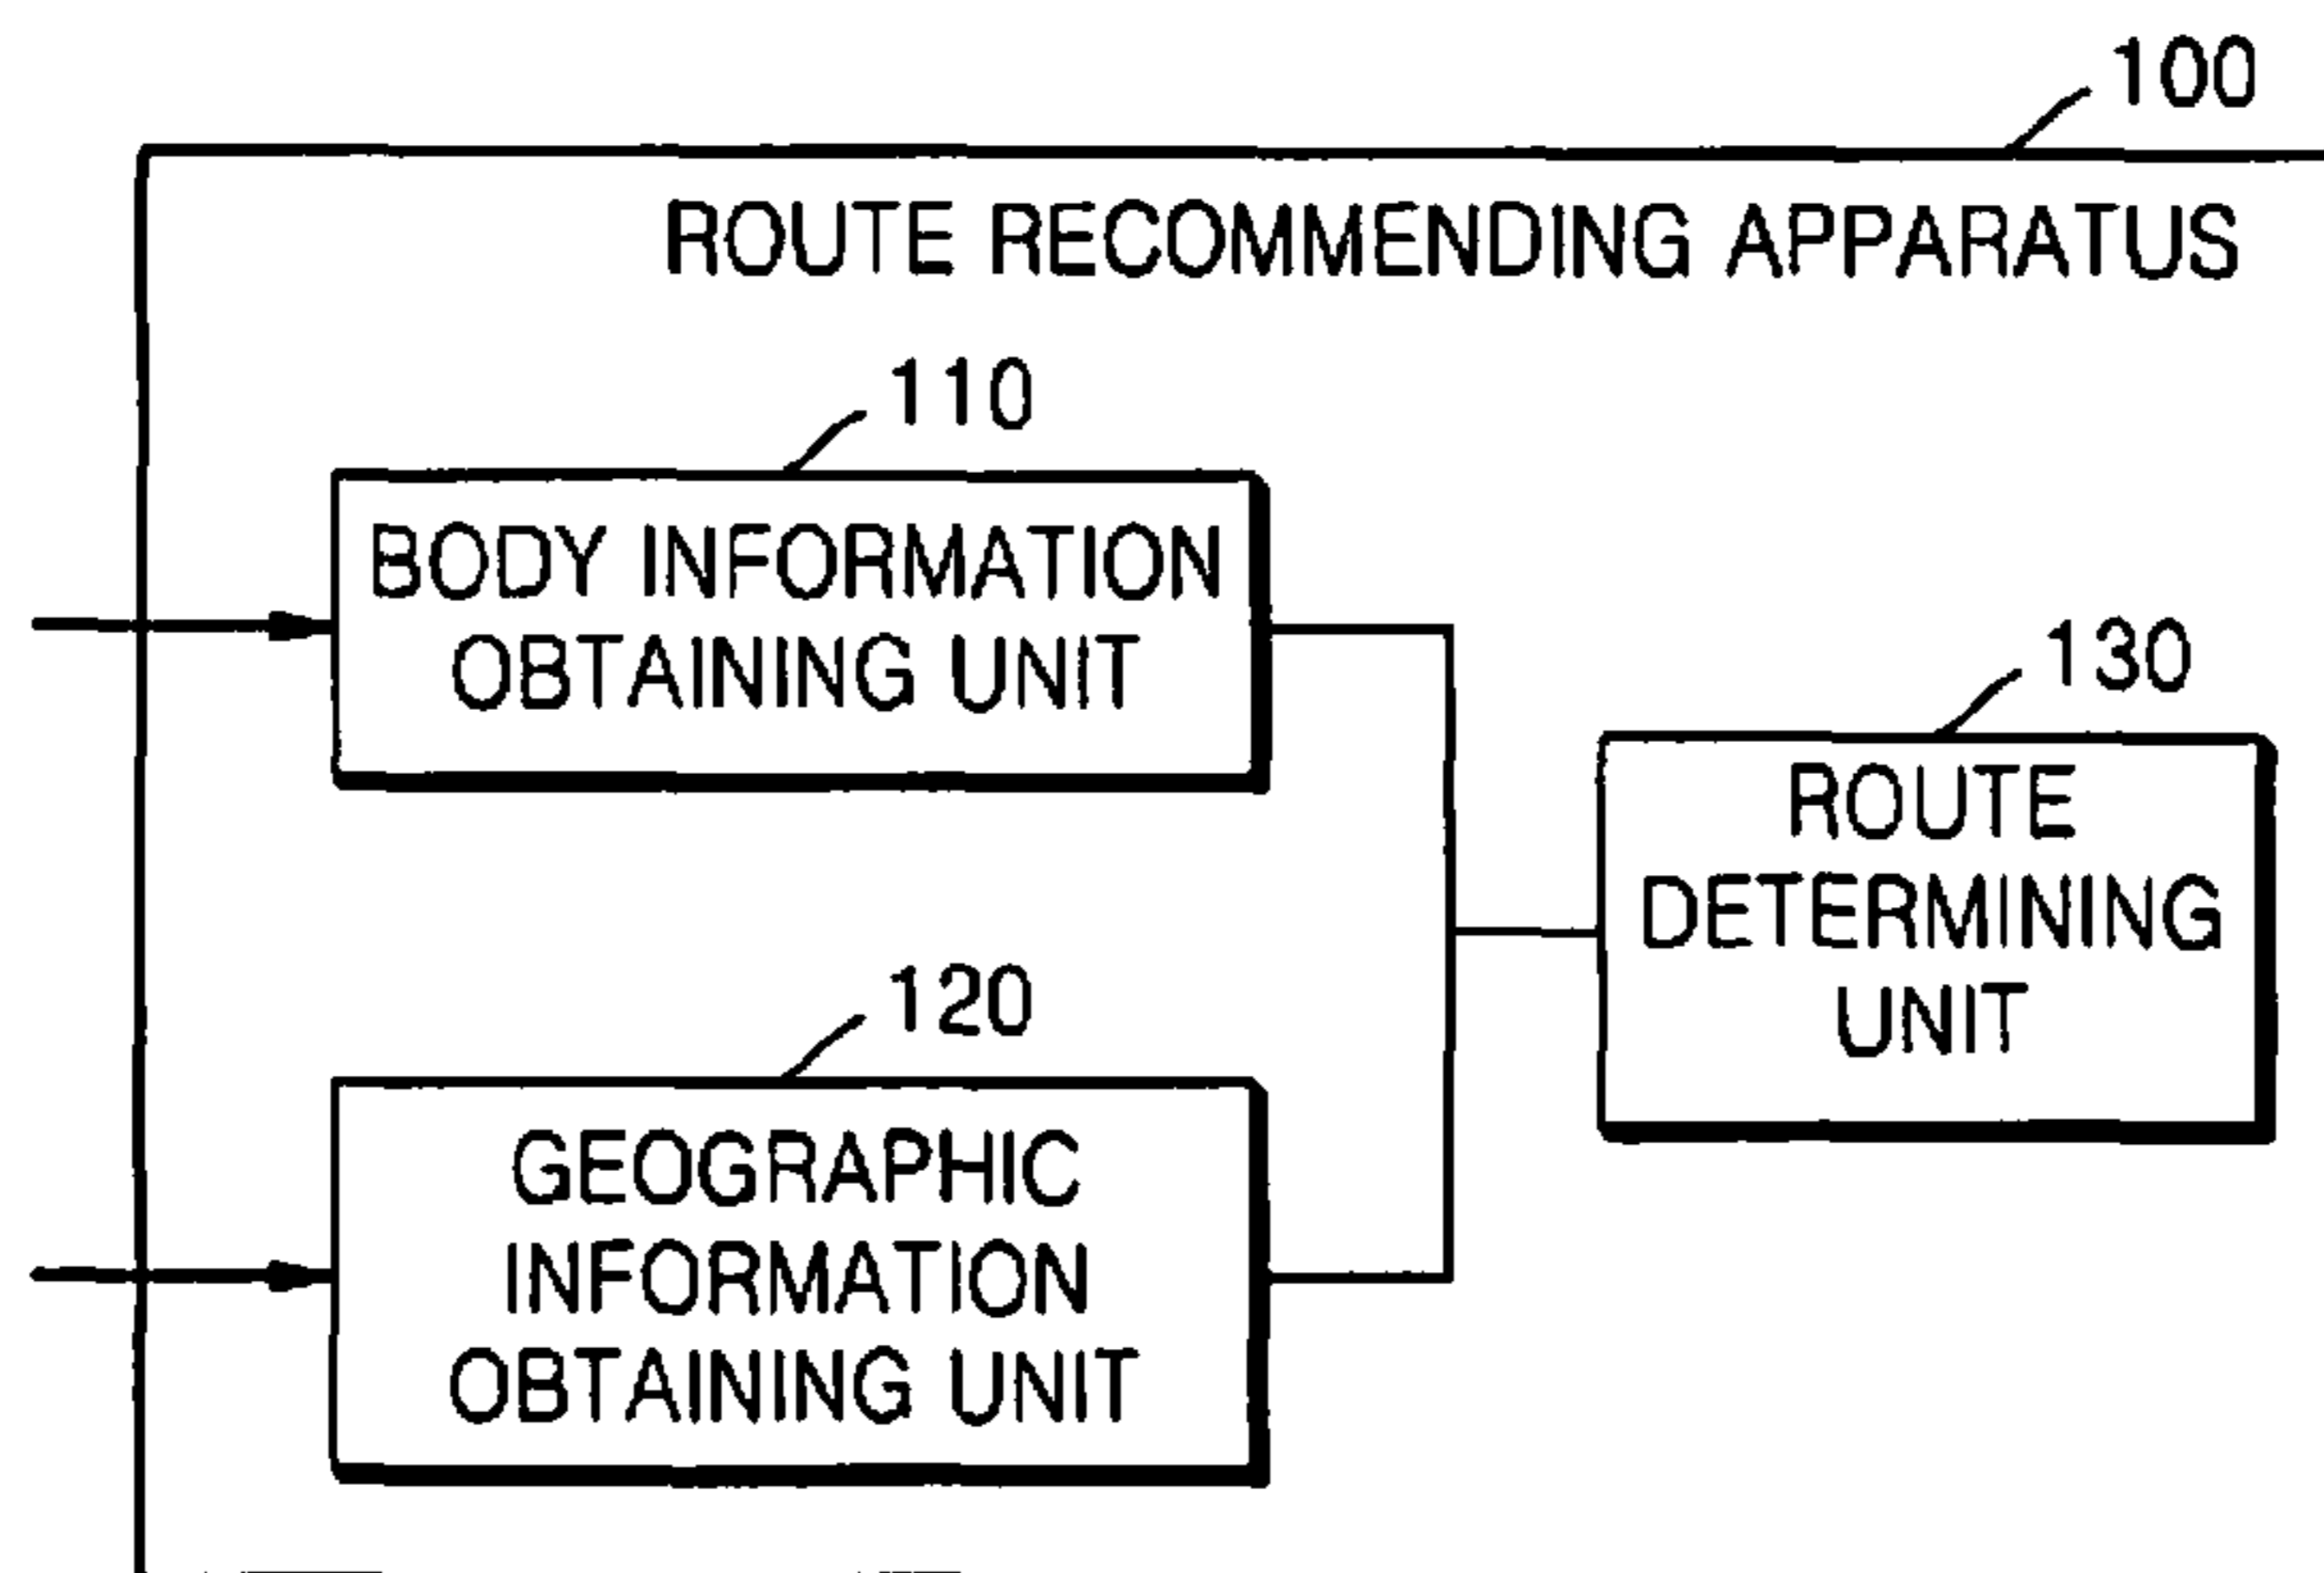 100
ROUTE RECOMMENDING APPARATUS
110
BODY INFORMATION
OBTAINING UNIT
130
ROUTE
DETERMINING
UNIT
120
GEOGRAPHIC
INFORMATION
OBTAINING UNIT